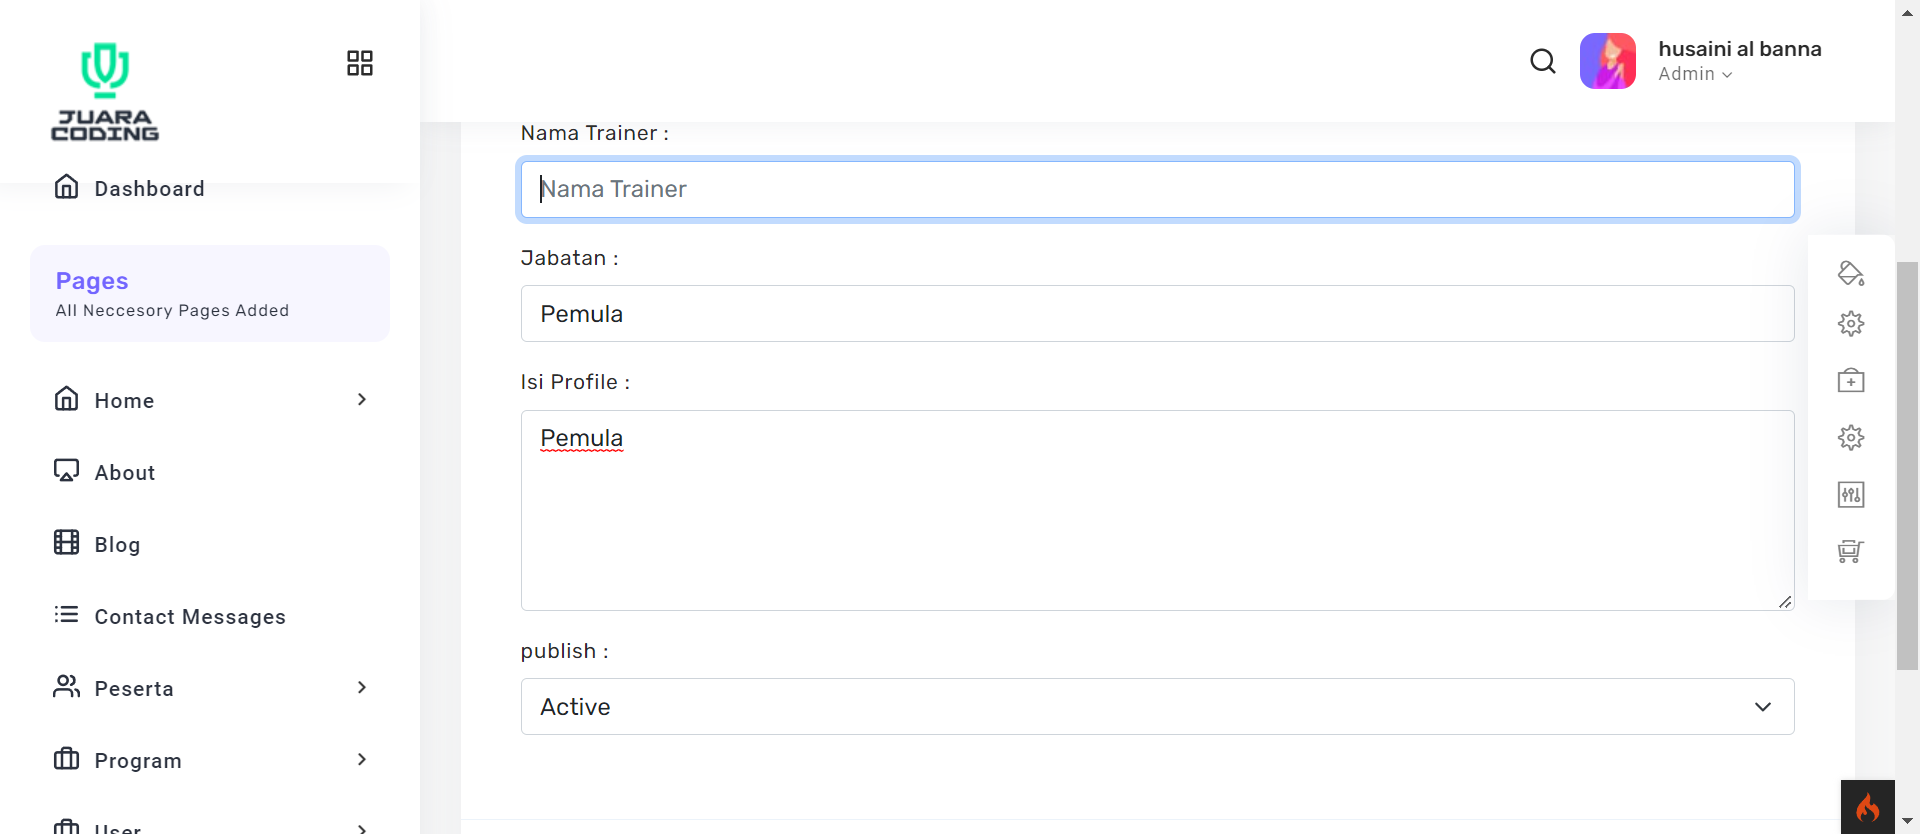 JUARA
CODING
Dashboard
Pages
All Neccesory Pages Added
Home
About
Blog
Contact Messages
Peserta
Program
User
husaini al banna
Admin
Nama Trainer :
Nama Trainer
Jabatan :
Pemula
Isi Profile :
Pemula
publish :
Active